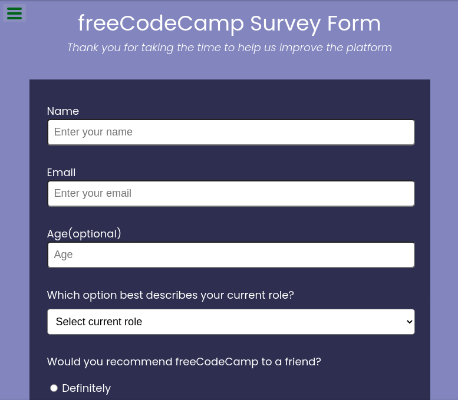 freeCodeCamp Survey Form
Thank you for taking the time to help us improve the platform
Name
Enter your name
Email
Enter your email
Age(optional)
Age
Which option best describes your current role?
Select current role
Would you recommend freeCodeCamp to a friend?
Definitely